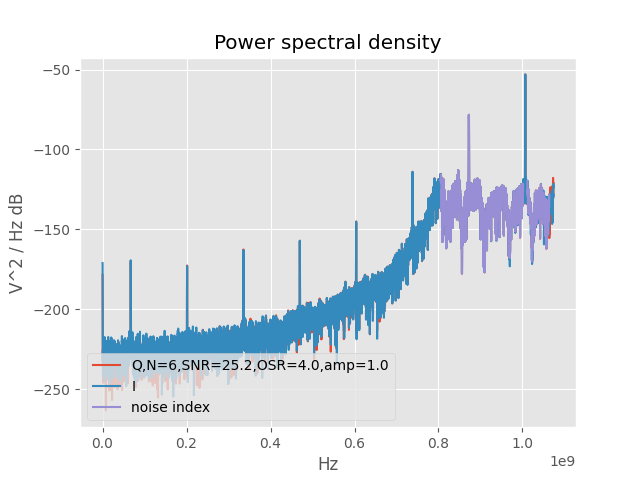 Power spectral density
V^2 / Hz dB
−50
−100
−150
−200
−250
Q,N=6,SNR=25.2,OSR=4.0,amp=1.0
I
noise index
0.0 0.2 0.4 0.6 0.8 1.0
1e9
Hz